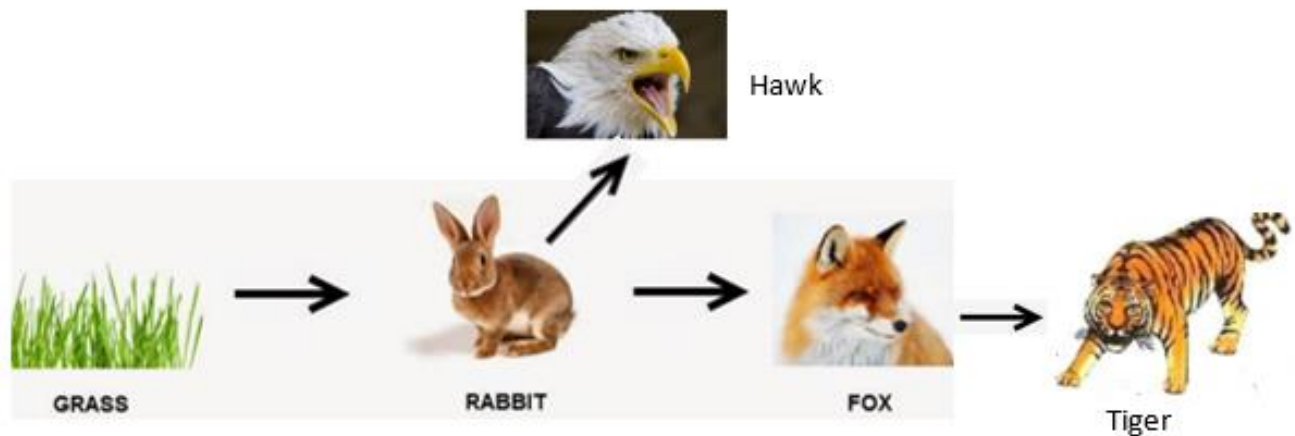 Hawk
GRASS
RABBIT
FOX
Tiger